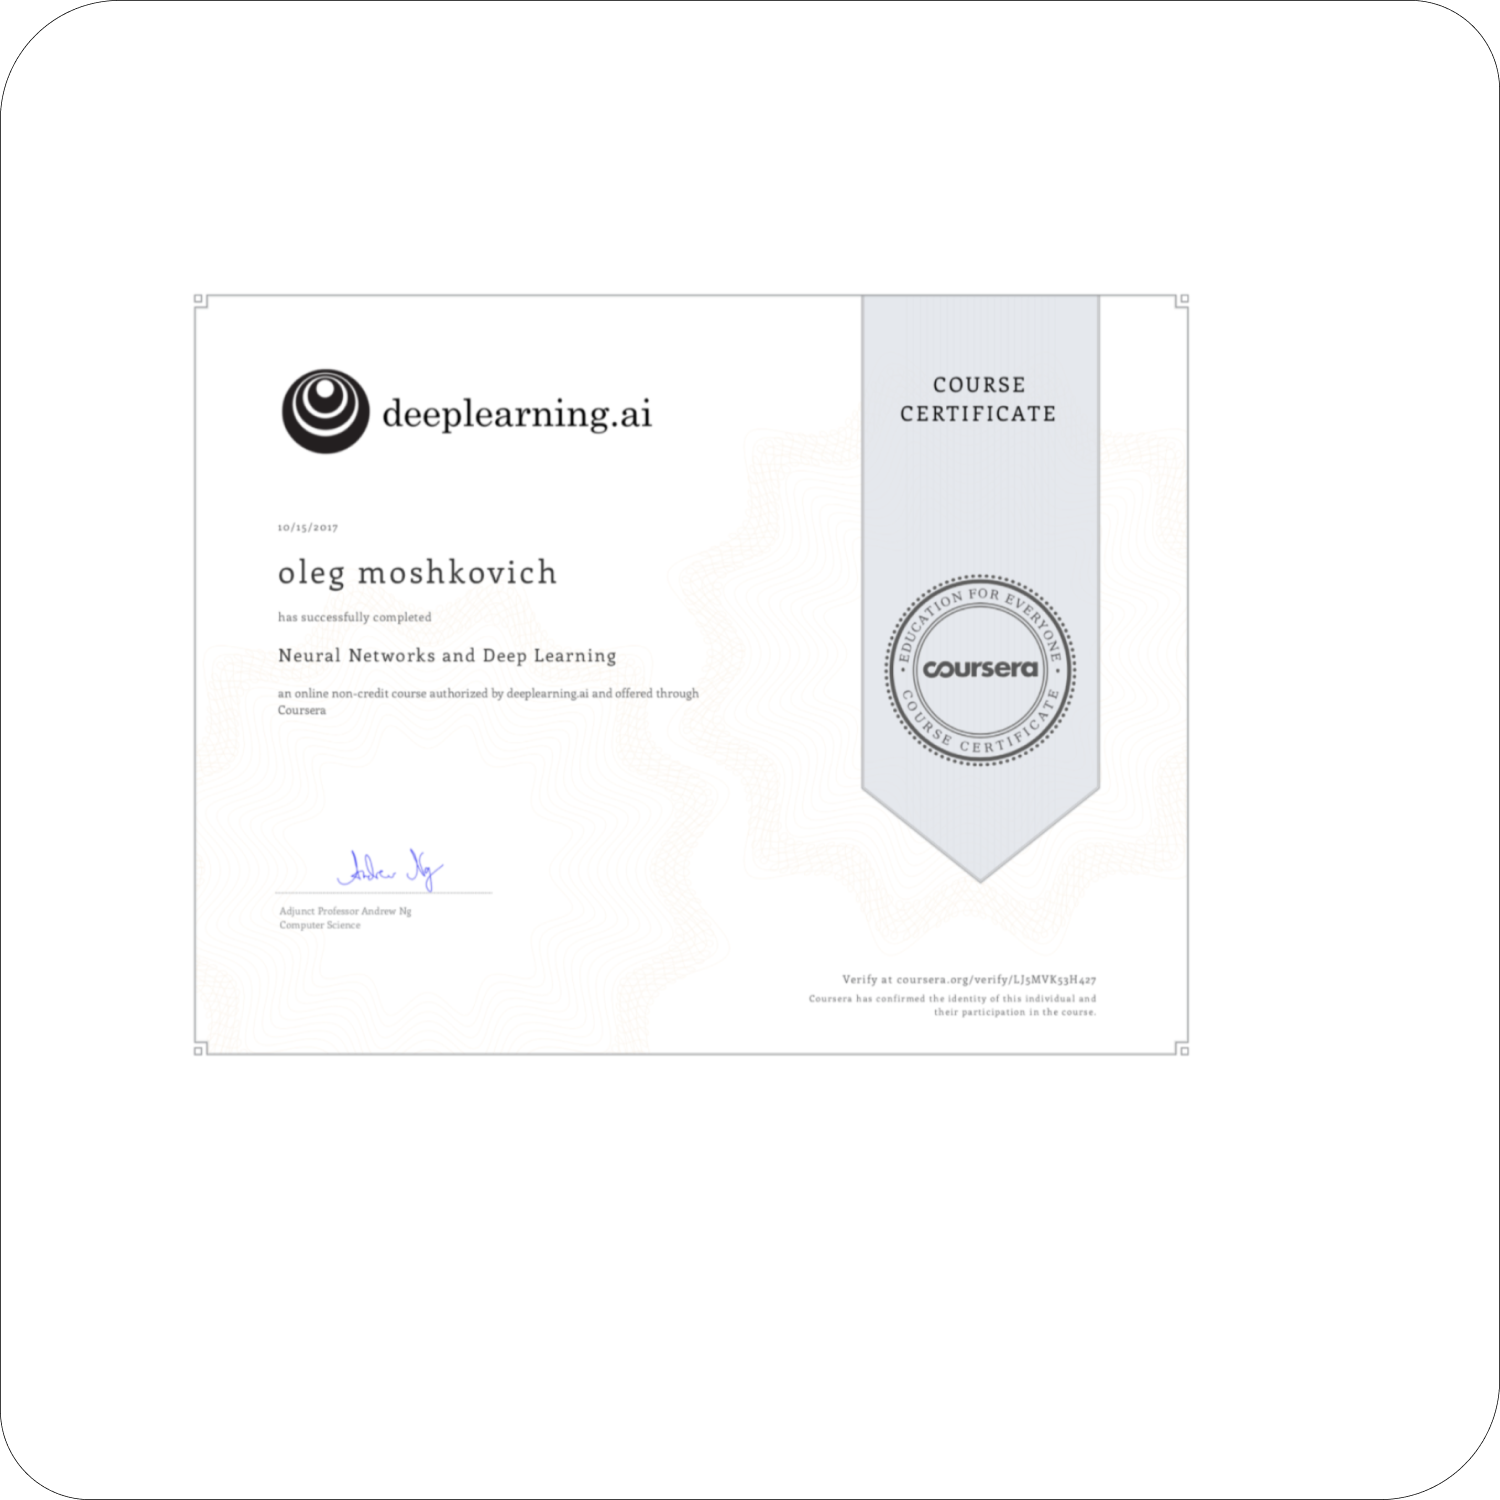 deeplearning.ai
COURSE
CERTIFICATE
10/15/2017
oleg moshkovich
has successfully completed
Neural Networks and Deep Learning
an online non-credit course authorized by deeplearning.ai and offered through
Coursera
EDUCATION FOR EVERYONE
coursera
COURSE CERTIFICATE
Andrew Ng
Adjunct Professor Andrew Ng
Computer Science
Verify at coursera.org/verify/LJ5MVK53H427
Coursera has confirmed the identity of this individual and
their participation in the course.